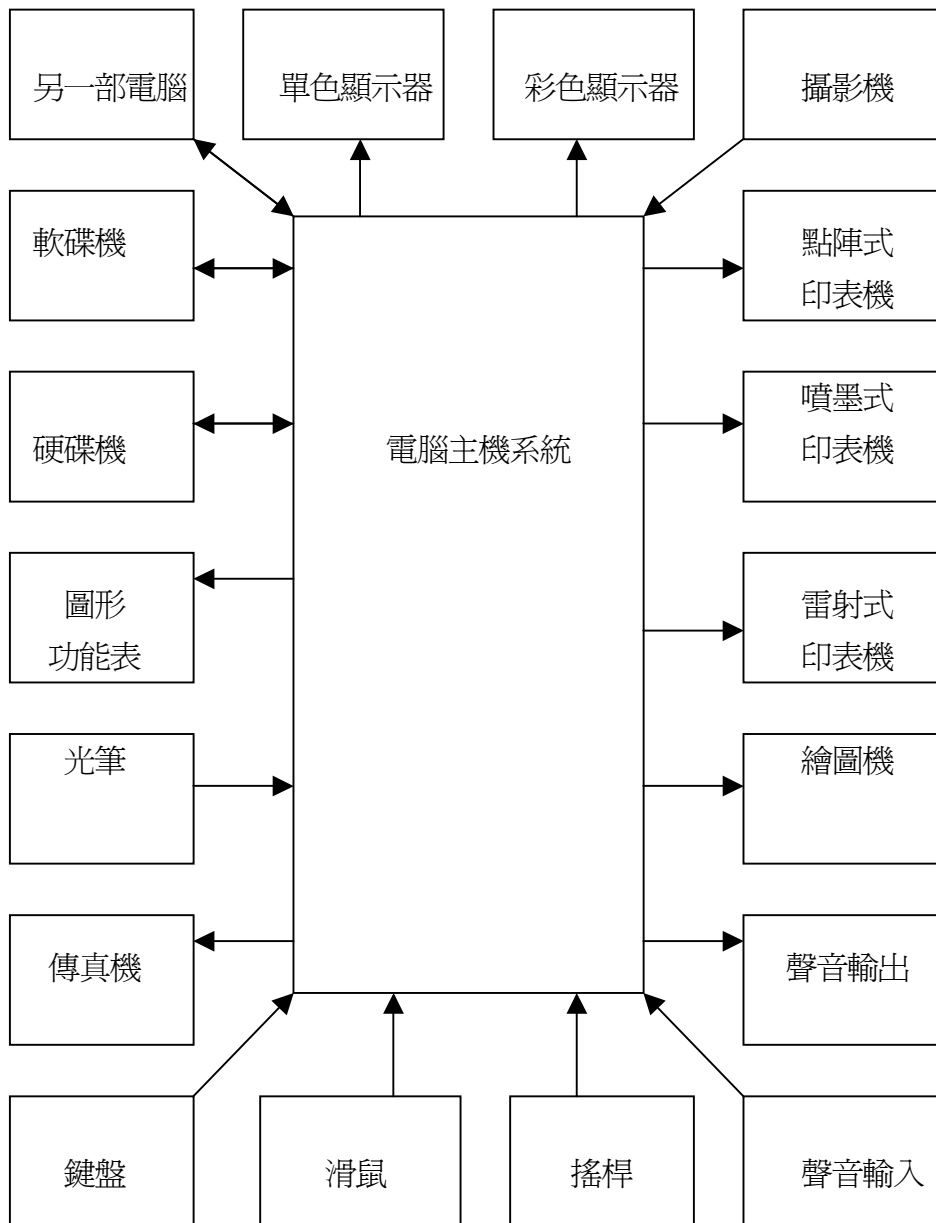 另一部電腦
單色顯示器
彩色顯示器
攝影機
軟碟機
點陣式
印表機
硬碟機
電腦主機系統
噴墨式
印表機
圖形
功能表
雷射式
印表機
光筆
繪圖機
傳真機
聲音輸出
鍵盤
滑鼠
搖桿
聲音輸入